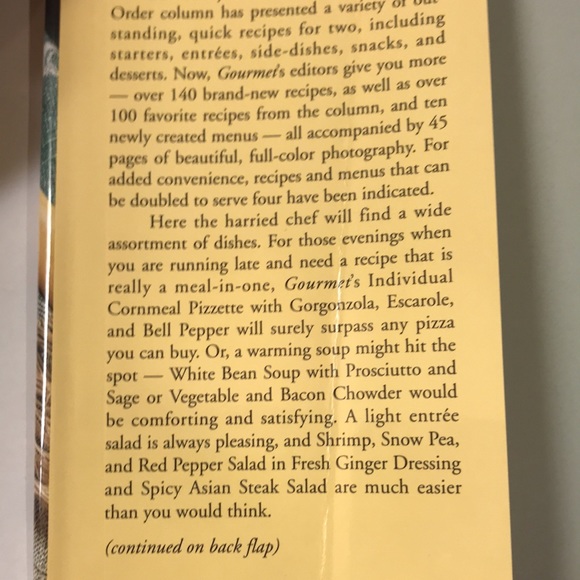 Order column has presented a variety of out-
standing, quick recipes for two, including
starters, entrées, side-dishes, snacks, and
desserts. Now, Gourmet's editors give you more
— over 140 brand-new recipes, as well as over
100 favorite recipes from the column, and ten
newly created menus — all accompanied by 45
pages of beautiful, full-color photography. For
added convenience, recipes and menus that can
be doubled to serve four have been indicated.
Here the harried chef will find a wide
assortment of dishes. For those evenings when
you are running late and need a recipe that is
really a meal-in-one, Gourmet's Individual
Cornmeal Pizzette with Gorgonzola, Escarole,
and Bell Pepper will surely surpass any pizza
you can buy. Or, a warming soup might hit the
spot — White Bean Soup with Prosciutto and
Sage or Vegetable and Bacon Chowder would
be comforting and satisfying. A light entrée
salad is always pleasing, and Shrimp, Snow Pea,
and Red Pepper Salad in Fresh Ginger Dressing
and Spicy Asian Steak Salad are much easier
than you would think.
(continued on back flap)